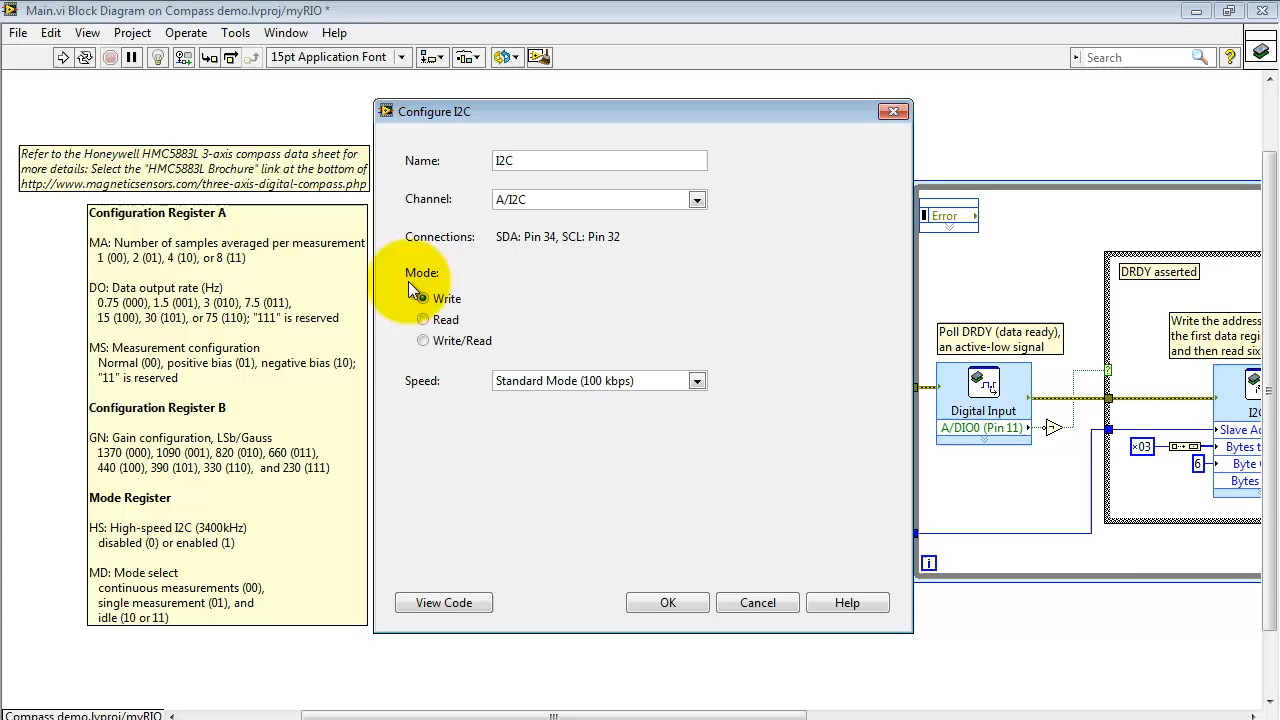 Main.vi Block Diagram on Compass demo.lvproj/myRIO *
File Edit View Project Operate Tools Window Help
15pt Application Font
Search
Refer to the Honeywell HMC5883L 3-axis compass data sheet for
more details: Select the "HMC5883L Brochure" link at the bottom of
http://www.magneticsensors.com/three-axis-digital-compass.php
Configuration Register A
MA: Number of samples averaged per measurement
1 (00), 2 (01), 4 (10), or 8 (11)
DO: Data output rate (Hz)
0.75 (000), 1.5 (001), 3 (010), 7.5 (011),
15 (100), 30 (101), or 75 (110); "111" is reserved
MS: Measurement configuration
Normal (00), positive bias (01), negative bias (10);
"11" is reserved
Configuration Register B
GN: Gain configuration, LSb/Gauss
1370 (000), 1090 (001), 820 (010), 660 (011),
440 (100), 390 (101), 330 (110),  and 230 (111)
Mode Register
HS: High-speed I2C (3400kHz)
disabled (0) or enabled (1)
MD: Mode select
continuous measurements (00),
single measurement (01), and
idle (10 or 11)
Configure I2C
Name: I2C
Channel: A/I2C
Connections: SDA: Pin 34, SCL: Pin 32
Mode:
Write
Read
Write/Read
Speed: Standard Mode (100 kbps)
View Code OK Cancel Help
Error
DRDY asserted
Poll DRDY (data ready),
an active-low signal
Write the address
the first data regi
and then read six
Digital Input
A/DIO0 (Pin 11)
I2C
Slave Ad
×03
Bytes t
6
Byte C
Bytes
i
Compass demo.lvproj/myRIO